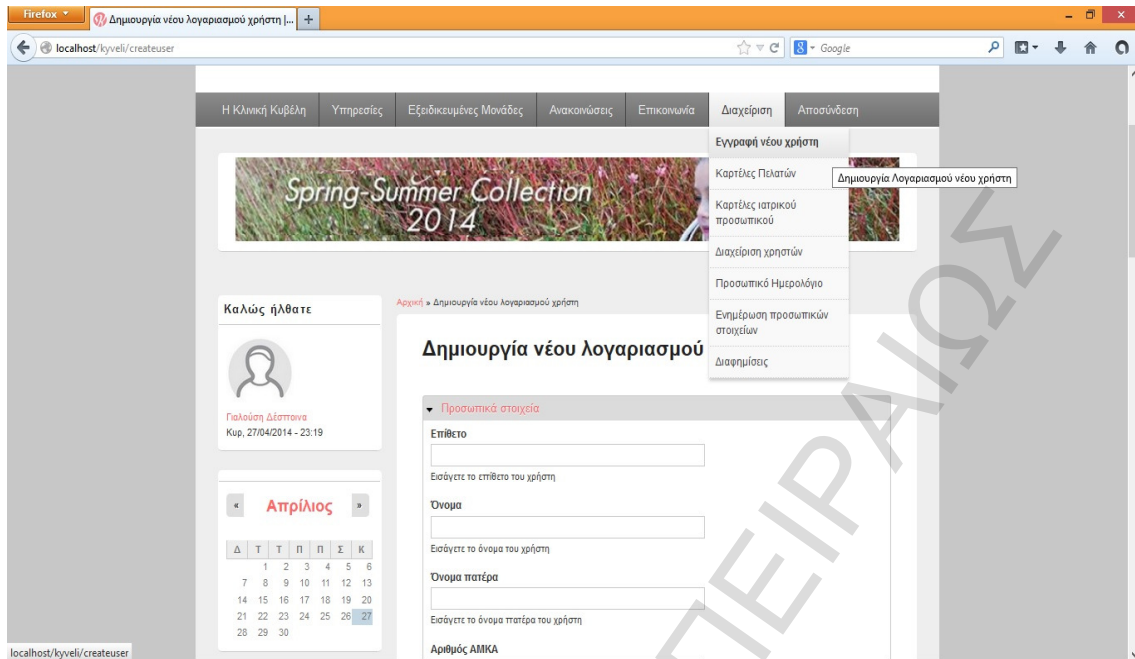 Firefox
Δημιουργία νέου λογαριασμού χρήστη |...
localhost/kyveli/createuser
Google
Η Κλινική Κυβέλη
Υπηρεσίες
Εξειδικευμένες Μονάδες
Ανακοινώσεις
Επικοινωνία
Διαχείριση
Αποσύνδεση
Εγγραφή νέου χρήστη
Καρτέλες Πελατών
Δημιουργία Λογαριασμού νέου χρήστη
Καρτέλες ιατρικού
προσωπικού
Διαχείριση χρηστών
Προσωπικό Ημερολόγιο
Ενημέρωση προσωπικών
στοιχείων
Διαφημίσεις
Spring-Summer Collection
2014
Καλώς ήλθατε
Γιαλούση Δέσποινα
Κυρ, 27/04/2014 - 23:19
« Απρίλιος »
Δ Τ Τ Π Π Σ Κ
1 2 3 4 5 6
7 8 9 10 11 12 13
14 15 16 17 18 19 20
21 22 23 24 25 26 27
28 29 30
Αρχική » Δημιουργία νέου λογαριασμού χρήστη
Δημιουργία νέου λογαριασμού
Προσωπικά στοιχεία
Επίθετο
Εισάγετε το επίθετο του χρήστη
Όνομα
Εισάγετε το όνομα του χρήστη
Όνομα πατέρα
Εισάγετε το όνομα πατέρα του χρήστη
Αριθμός ΑΜΚΑ
localhost/kyveli/createuser
ΠΕΙΡΑΙΩΣ